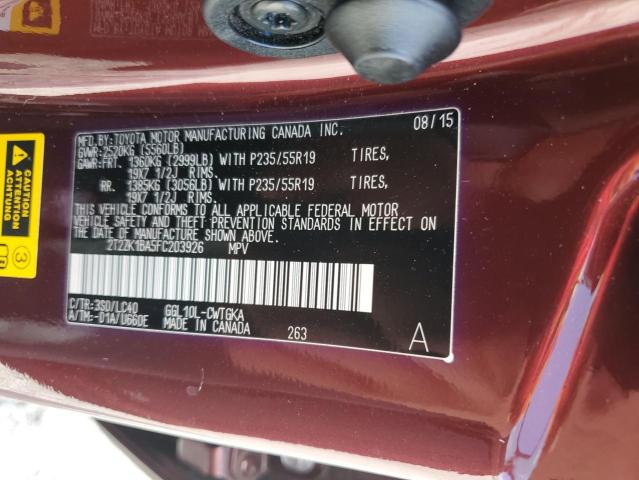 MFD.BY:TOYOTA MOTOR MANUFACTURING CANADA INC. 08/15
GVWR:2520KG (5560LB)
GAWR:FRT. 1360KG (2999LB) WITH P235/55R19 TIRES,
19X7 1/2J RIMS.
RR. 1385KG (3056LB) WITH P235/55R19 TIRES,
19X7 1/2J RIMS.
THIS VEHICLE CONFORMS TO ALL APPLICABLE FEDERAL MOTOR
VEHICLE SAFETY AND THEFT PREVENTION STANDARDS IN EFFECT ON
THE DATE OF MANUFACTURE SHOWN ABOVE.
2T2ZK1BA5FC203926 MPV
C/TR:3S0/LC40 GGL10L-CWTGKA
A/TM:-01A/U660E MADE IN CANADA 263 A
ATTENTION
ACHTUNG
3